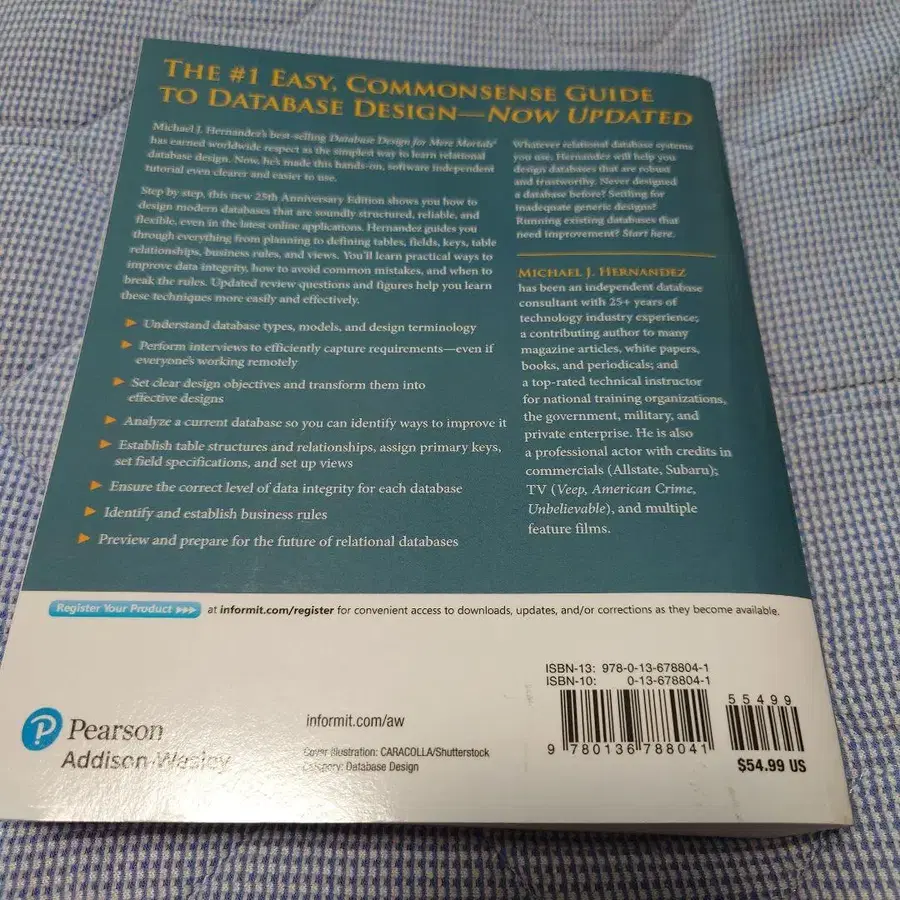 THE #1 EASY, COMMONSENSE GUIDE
TO DATABASE DESIGN—NOW UPDATED
Michael J. Hernandez's best-selling Database Design for Mere Mortals®
has earned worldwide respect as the simplest way to learn relational
database design. Now, he's made this hands-on, software independent
tutorial even clearer and easier to use.
Step by step, this new 25th Anniversary Edition shows you how to
design modern databases that are soundly structured, reliable, and
flexible, even in the latest online applications. Hernandez guides you
through everything from planning to defining tables, fields, keys, table
relationships, business rules, and views. You'll learn practical ways to
improve data integrity, how to avoid common mistakes, and when to
break the rules. Updated review questions and figures help you learn
these techniques more easily and effectively.
▶ Understand database types, models, and design terminology
▶ Perform interviews to efficiently capture requirements—even if
everyone's working remotely
▶ Set clear design objectives and transform them into
effective designs
▶ Analyze a current database so you can identify ways to improve it
▶ Establish table structures and relationships, assign primary keys,
set field specifications, and set up views
▶ Ensure the correct level of data integrity for each database
▶ Identify and establish business rules
▶ Preview and prepare for the future of relational databases
Whatever relational database systems
you use, Hernandez will help you
design databases that are robust
and trustworthy. Never designed
a database before? Settling for
inadequate generic designs?
Running existing databases that
need improvement? Start here.
MICHAEL J. HERNANDEZ
has been an independent database
consultant with 25+ years of
technology industry experience;
a contributing author to many
magazine articles, white papers,
books, and periodicals; and
a top-rated technical instructor
for national training organizations,
the government, military, and
private enterprise. He is also
a professional actor with credits in
commercials (Allstate, Subaru);
TV (Veep, American Crime,
Unbelievable), and multiple
feature films.
Register Your Product >>> at informit.com/register for convenient access to downloads, updates, and/or corrections as they become available.
P Pearson
Addison-Wesley
informit.com/aw
Cover illustration: CARACOLLA/Shutterstock
Category: Database Design
ISBN-13: 978-0-13-678804-1
ISBN-10: 0-13-678804-1
9 780136 788041
55499
$54.99 US